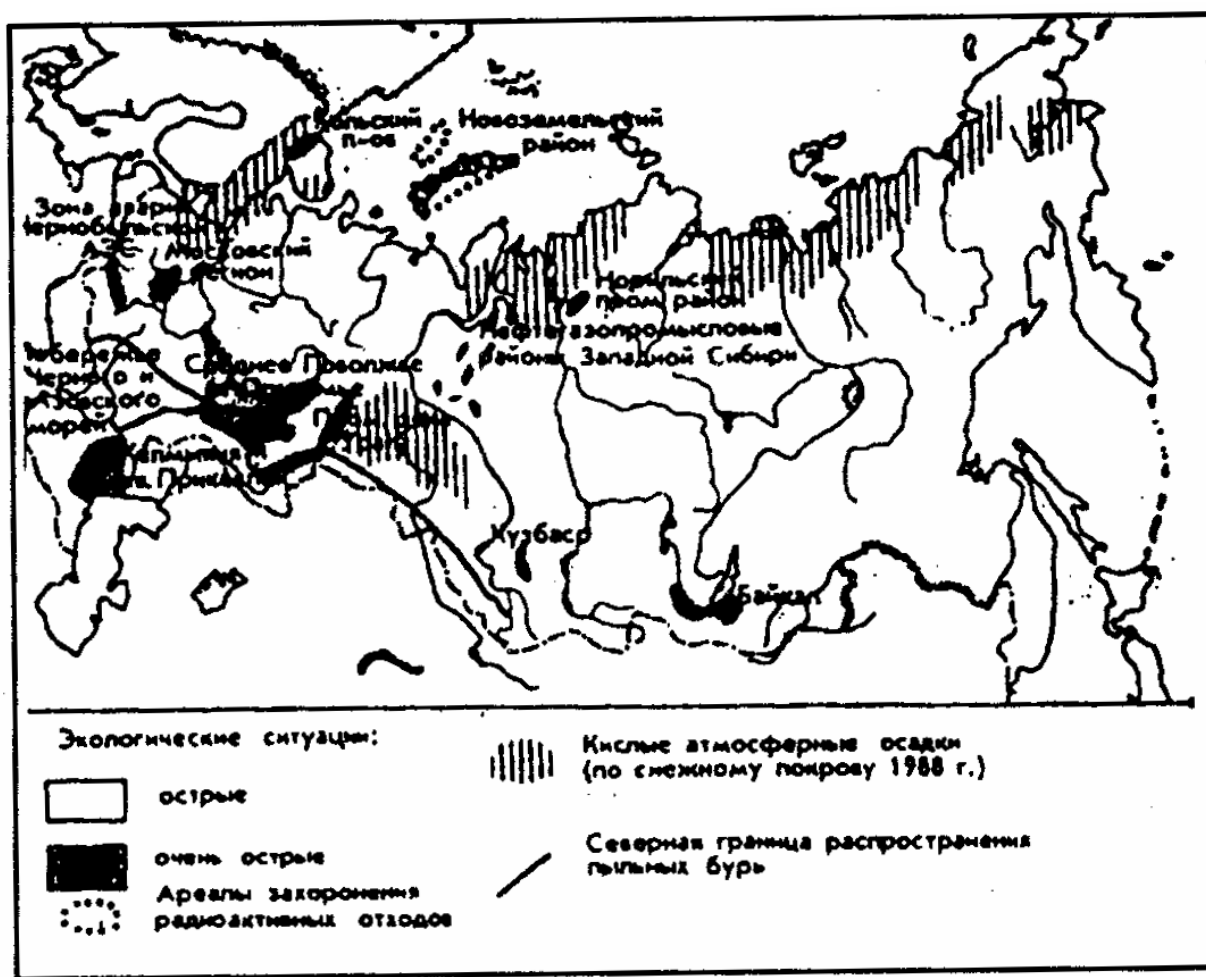 Кольский
п-ов
Новоземельский
район
Зона аварии
Чернобыльской
АЭС
Московский
регион
Норильский
пром. район
Нефтегазопромысловые
районы Западной Сибири
Побережье
Черного и
Азовского
морей
Среднее Поволжье
Калмыкия
Кузбасс
Байкал
Экологические ситуации:
острые
очень острые
Ареалы захоронения
радиоактивных отходов
Кислые атмосферные осадки
(по снежному покрову 1988 г.)
Северная граница распространения
пыльных бурь